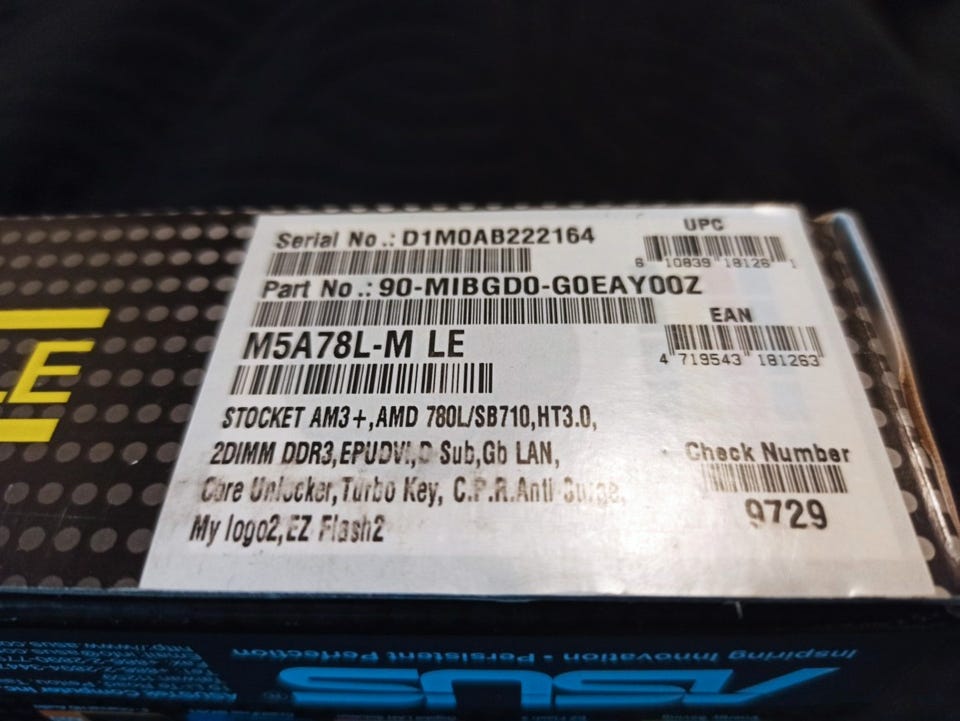 Serial No.: D1M0AB222164
UPC
6 10839 18126 1
Part No.: 90-MIBGD0-G0EAY00Z
EAN
4 719543 181263
M5A78L-M LE
LE
STOCKET AM3+,AMD 780L/SB710,HT3.0,
2DIMM DDR3,EPUDVI,D Sub,Gb LAN,
Core Unlocker,Turbo Key, C.P.R.Anti Surge,
My logo2,EZ Flash2
Check Number
9729
Inspiring Innovation • Persistent Perfection
ASUS